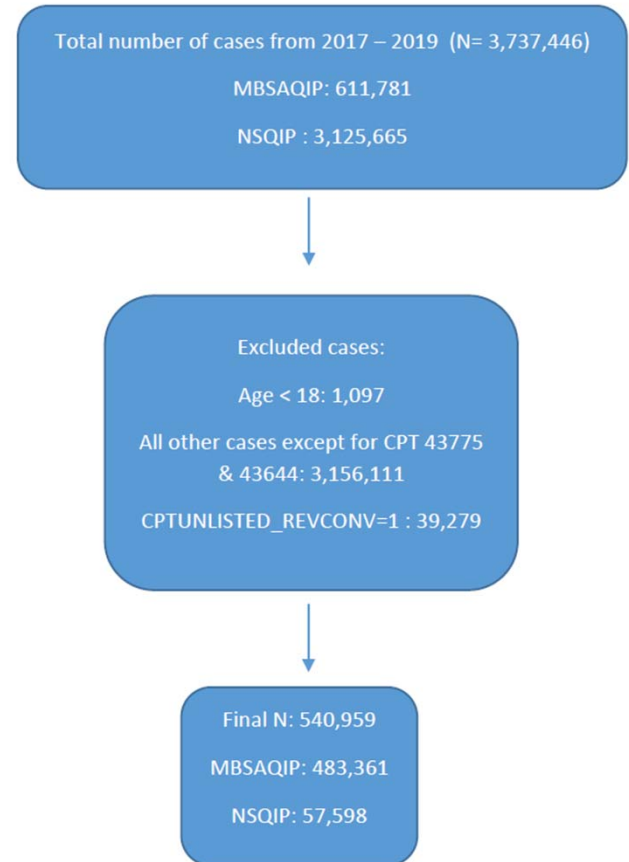 Total number of cases from 2017 – 2019 (N= 3,737,446)
MBSAQIP: 611,781
NSQIP : 3,125,665
Excluded cases:
Age < 18: 1,097
All other cases except for CPT 43775
& 43644: 3,156,111
CPTUNLISTED_REVCONV=1 : 39,279
Final N: 540,959
MBSAQIP: 483,361
NSQIP: 57,598